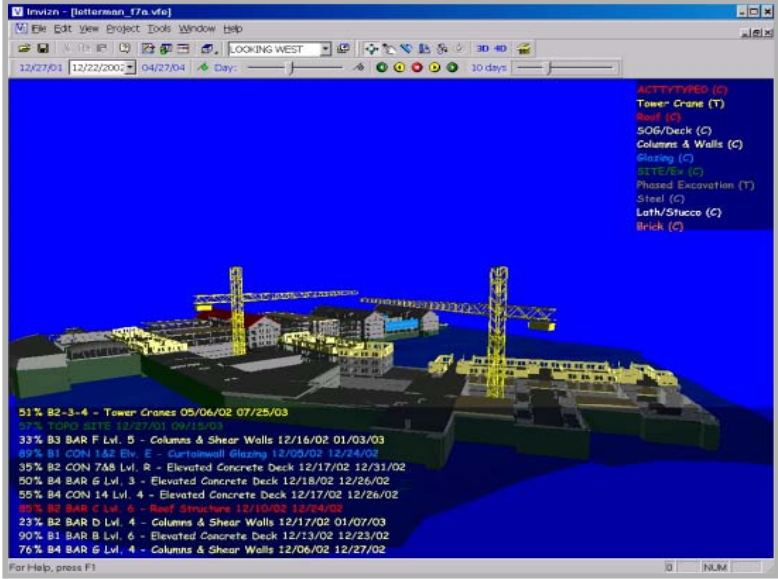 Invizn - [letterman_f7a.vfe]
File Edit View Project Tools Window Help
LOOKING WEST 3D 4D
12/27/01 12/22/2002 04/27/04 Day: 10 days
ACTTYTYPED (C)
Tower Crane (T)
Roof (C)
SOG/Deck (C)
Columns & Walls (C)
Glazing (C)
SITE/Ex (C)
Phased Excavation (T)
Steel (C)
Lath/Stucco (C)
Brick (C)
51% B2-3-4 - Tower Cranes 05/06/02 07/25/03
57% TOPO SITE 12/27/01 09/15/03
33% B3 BAR F Lvl. 5 - Columns & Shear Walls 12/16/02 01/03/03
89% B1 CON 1&2 Elv. E - Curtainwall Glazing 12/05/02 12/24/02
35% B2 CON 7&8 Lvl. R - Elevated Concrete Deck 12/17/02 12/31/02
50% B4 BAR G Lvl. 3 - Elevated Concrete Deck 12/18/02 12/26/02
55% B4 CON 14 Lvl. 4 - Elevated Concrete Deck 12/17/02 12/26/02
85% B2 BAR C Lvl. 6 - Roof Structure 12/10/02 12/24/02
23% B2 BAR D Lvl. 4 - Columns & Shear Walls 12/17/02 01/07/03
90% B1 BAR B Lvl. 6 - Elevated Concrete Deck 12/13/02 12/23/02
76% B4 BAR G Lvl. 4 - Columns & Shear Walls 12/06/02 12/27/02
For Help, press F1
0 NUM